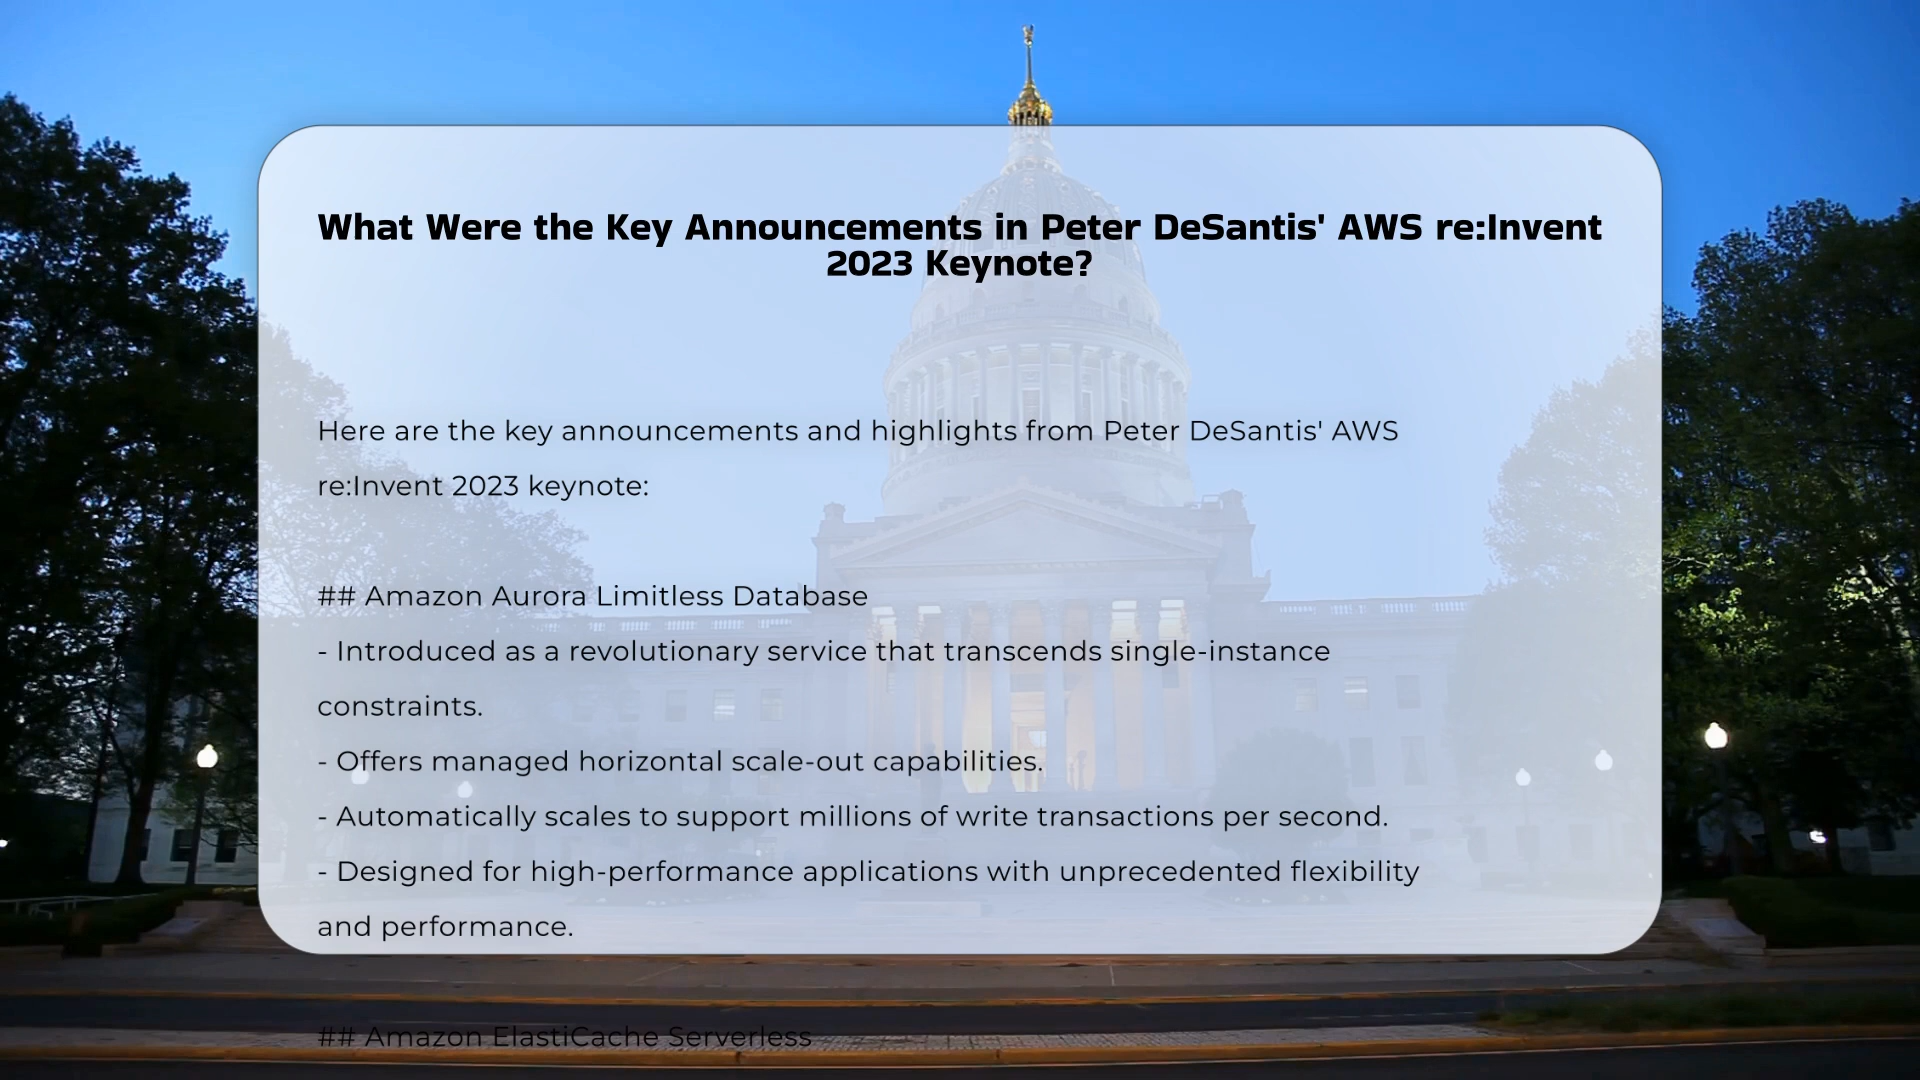 What Were the Key Announcements in Peter DeSantis' AWS re:Invent
2023 Keynote?
Here are the key announcements and highlights from Peter DeSantis' AWS
re:Invent 2023 keynote:
## Amazon Aurora Limitless Database
- Introduced as a revolutionary service that transcends single-instance
constraints.
- Offers managed horizontal scale-out capabilities.
- Automatically scales to support millions of write transactions per second.
- Designed for high-performance applications with unprecedented flexibility
and performance.
## Amazon ElastiCache Serverless